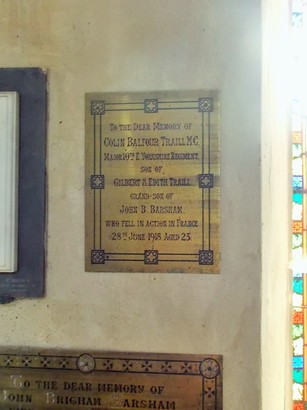 To the Dear Memory of
Colin Balfour Traill M.C.
Major 10th E. Yorkshire Regiment.
son of
Gilbert & Edith Traill
grand-son of
John B. Barsham.
who fell in action in France
28th June 1918. Aged 23.
To the dear memory of
John Brigham Barsham